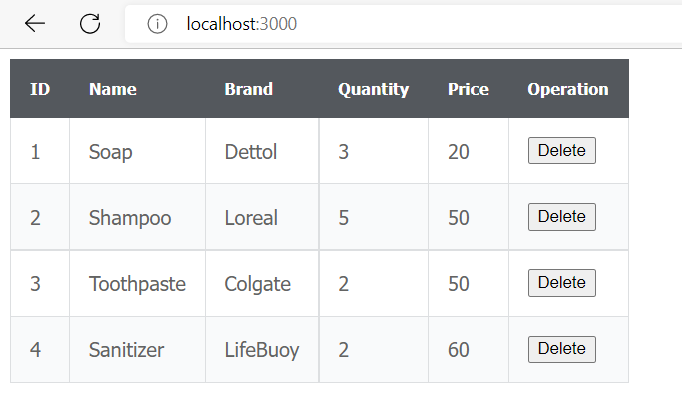 localhost:3000
ID Name Brand Quantity Price Operation
1 Soap Dettol 3 20 Delete
2 Shampoo Loreal 5 50 Delete
3 Toothpaste Colgate 2 50 Delete
4 Sanitizer LifeBuoy 2 60 Delete